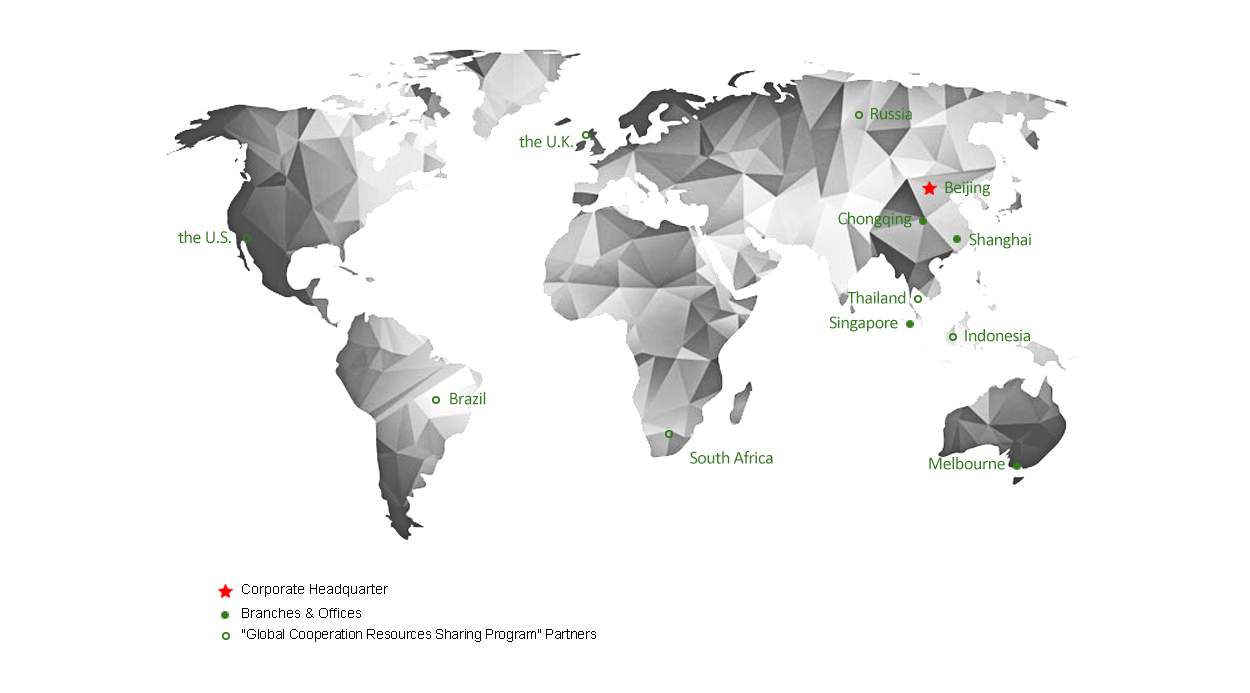 Russia
the U.K.
Beijing
Chongqing
the U.S.
Shanghai
Thailand
Singapore
Indonesia
Brazil
South Africa
Melbourne
Corporate Headquarter
Branches & Offices
"Global Cooperation Resources Sharing Program" Partners